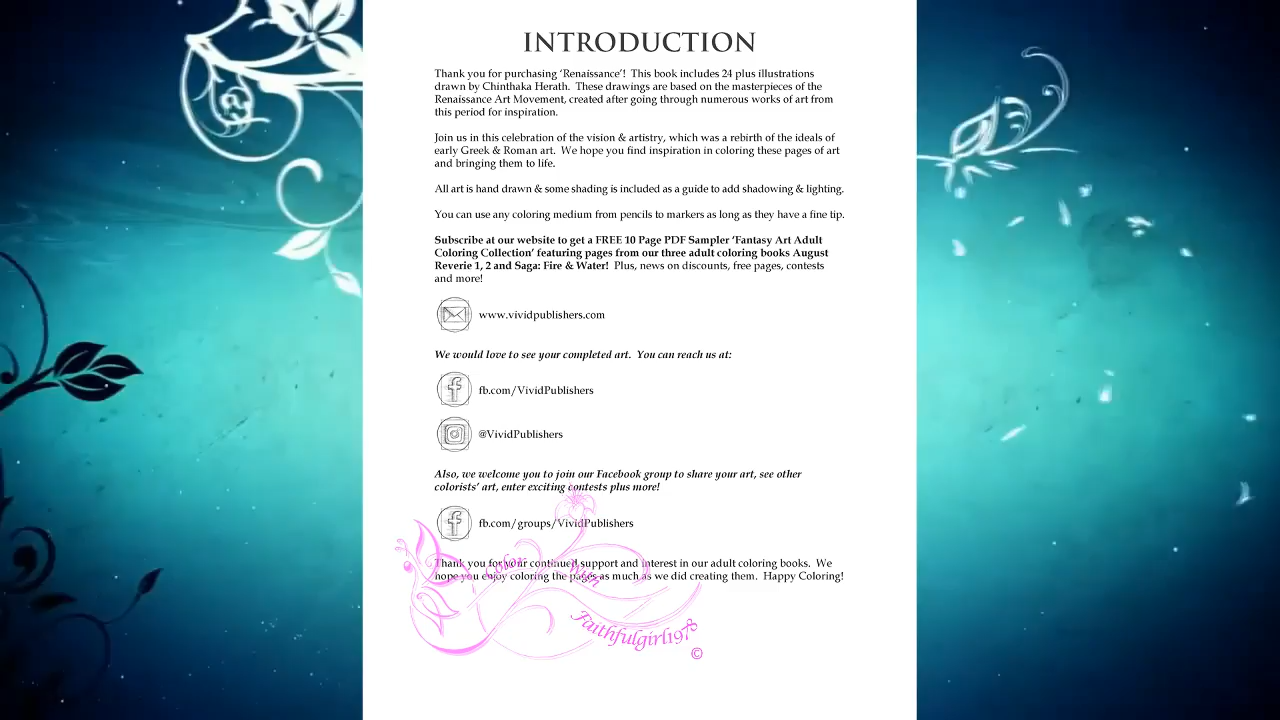 INTRODUCTION
Thank you for purchasing ‘Renaissance’!  This book includes 24 plus illustrations
drawn by Chinthaka Herath.  These drawings are based on the masterpieces of the
Renaissance Art Movement, created after going through numerous works of art from
this period for inspiration.
Join us in this celebration of the vision & artistry, which was a rebirth of the ideals of
early Greek & Roman art.  We hope you find inspiration in coloring these pages of art
and bringing them to life.
All art is hand drawn & some shading is included as a guide to add shadowing & lighting.
You can use any coloring medium from pencils to markers as long as they have a fine tip.
Subscribe at our website to get a FREE 10 Page PDF Sampler ‘Fantasy Art Adult
Coloring Collection’ featuring pages from our three adult coloring books August
Reverie 1, 2 and Saga: Fire & Water!  Plus, news on discounts, free pages, contests
and more!
www.vividpublishers.com
We would love to see your completed art.  You can reach us at:
fb.com/VividPublishers
@VividPublishers
Also, we welcome you to join our Facebook group to share your art, see other
colorists’ art, enter exciting contests plus more!
fb.com/groups/VividPublishers
Thank you for your continued support and interest in our adult coloring books.  We
hope you enjoy coloring the pages as much as we did creating them.  Happy Coloring!
Color With
Faithfulgirl1978
©